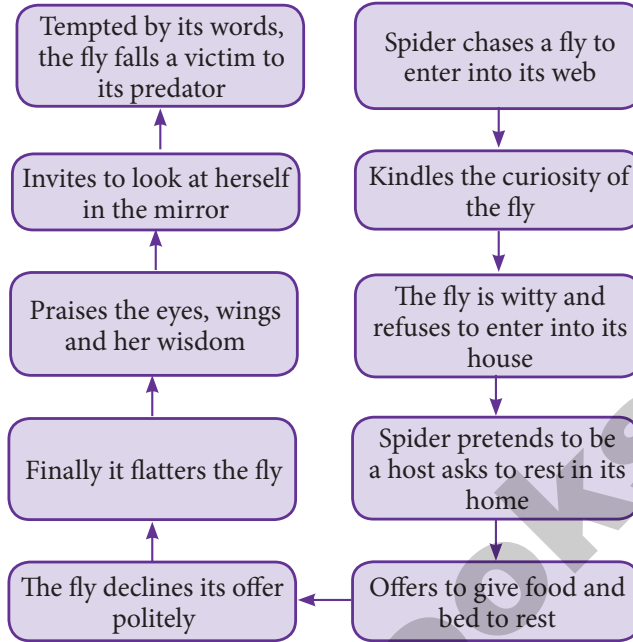 Spider chases a fly to
enter into its web
Kindles the curiosity of
the fly
The fly is witty and
refuses to enter into its
house
Spider pretends to be
a host asks to rest in its
home
Offers to give food and
bed to rest
The fly declines its offer
politely
Finally it flatters the fly
Praises the eyes, wings
and her wisdom
Invites to look at herself
in the mirror
Tempted by its words,
the fly falls a victim to
its predator